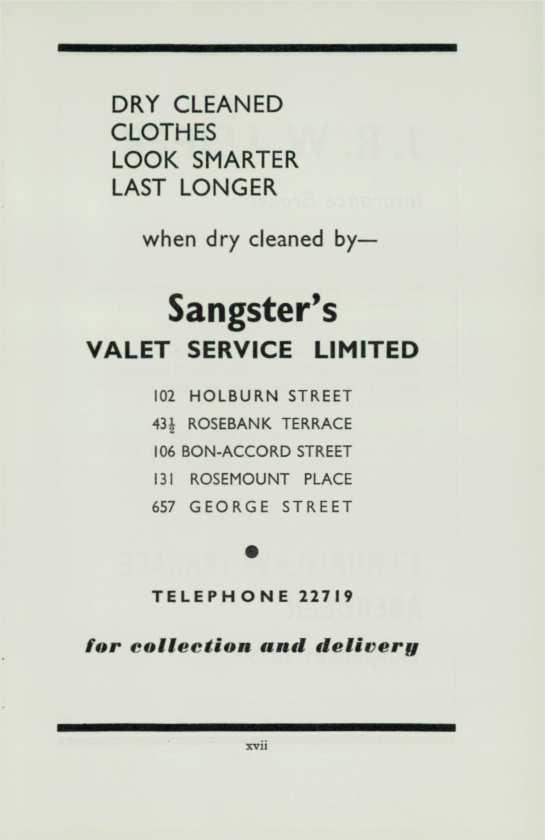 DRY CLEANED
CLOTHES
LOOK SMARTER
LAST LONGER
when dry cleaned by—
Sangster's
VALET SERVICE LIMITED
102 HOLBURN STREET
43½ ROSEBANK TERRACE
106 BON-ACCORD STREET
131 ROSEMOUNT PLACE
657 GEORGE STREET
TELEPHONE 22719
for collection and delivery
xvii